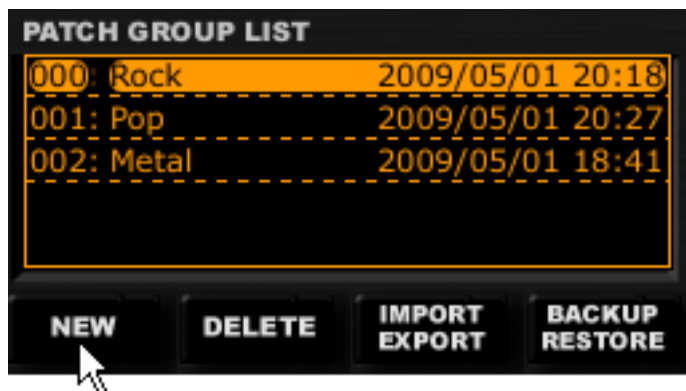 PATCH GROUP LIST
000: Rock 2009/05/01 20:18
001: Pop 2009/05/01 20:27
002: Metal 2009/05/01 18:41
NEW DELETE IMPORT EXPORT BACKUP RESTORE